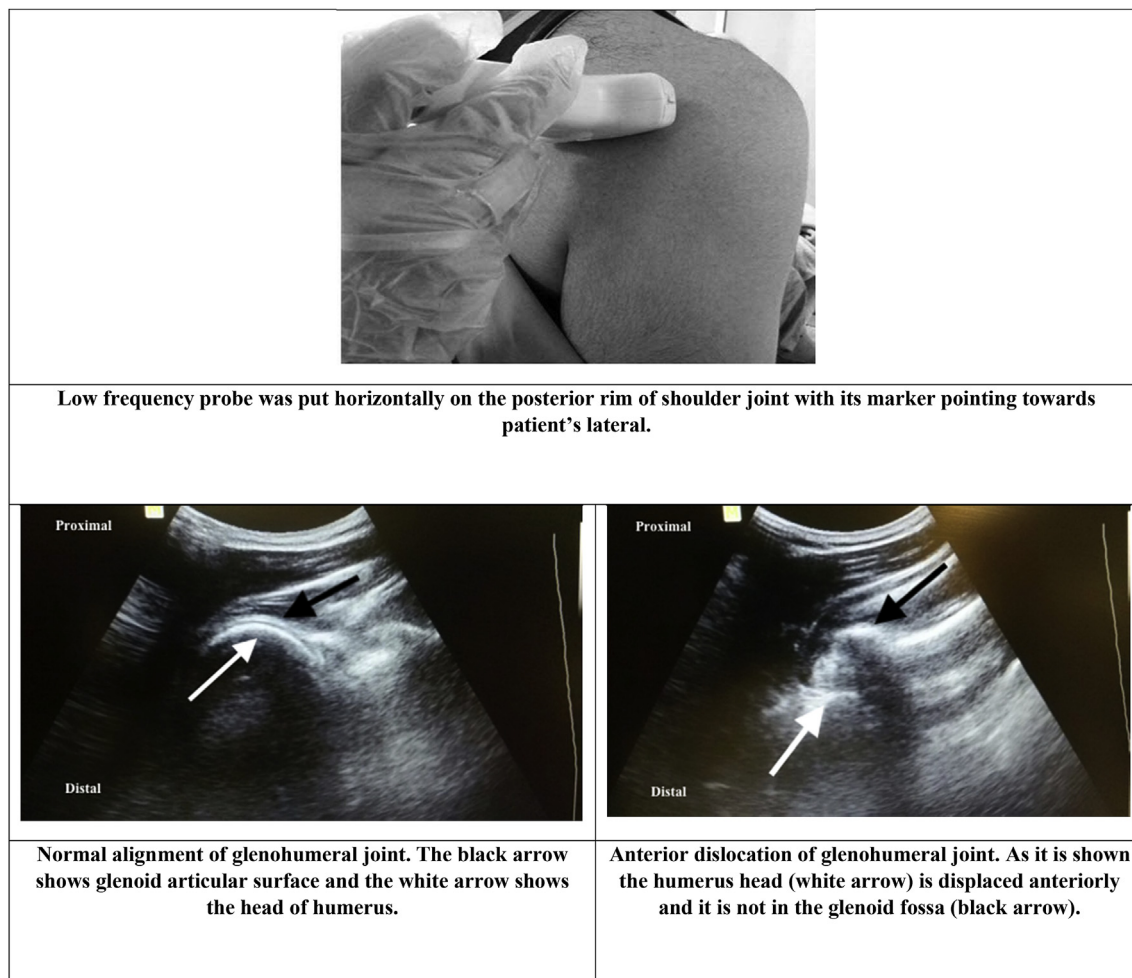 Low frequency probe was put horizontally on the posterior rim of shoulder joint with its marker pointing towards
patient's lateral.
Proximal
Distal
Proximal
Distal
Normal alignment of glenohumeral joint. The black arrow
shows glenoid articular surface and the white arrow shows
the head of humerus.
Anterior dislocation of glenohumeral joint. As it is shown
the humerus head (white arrow) is displaced anteriorly
and it is not in the glenoid fossa (black arrow).